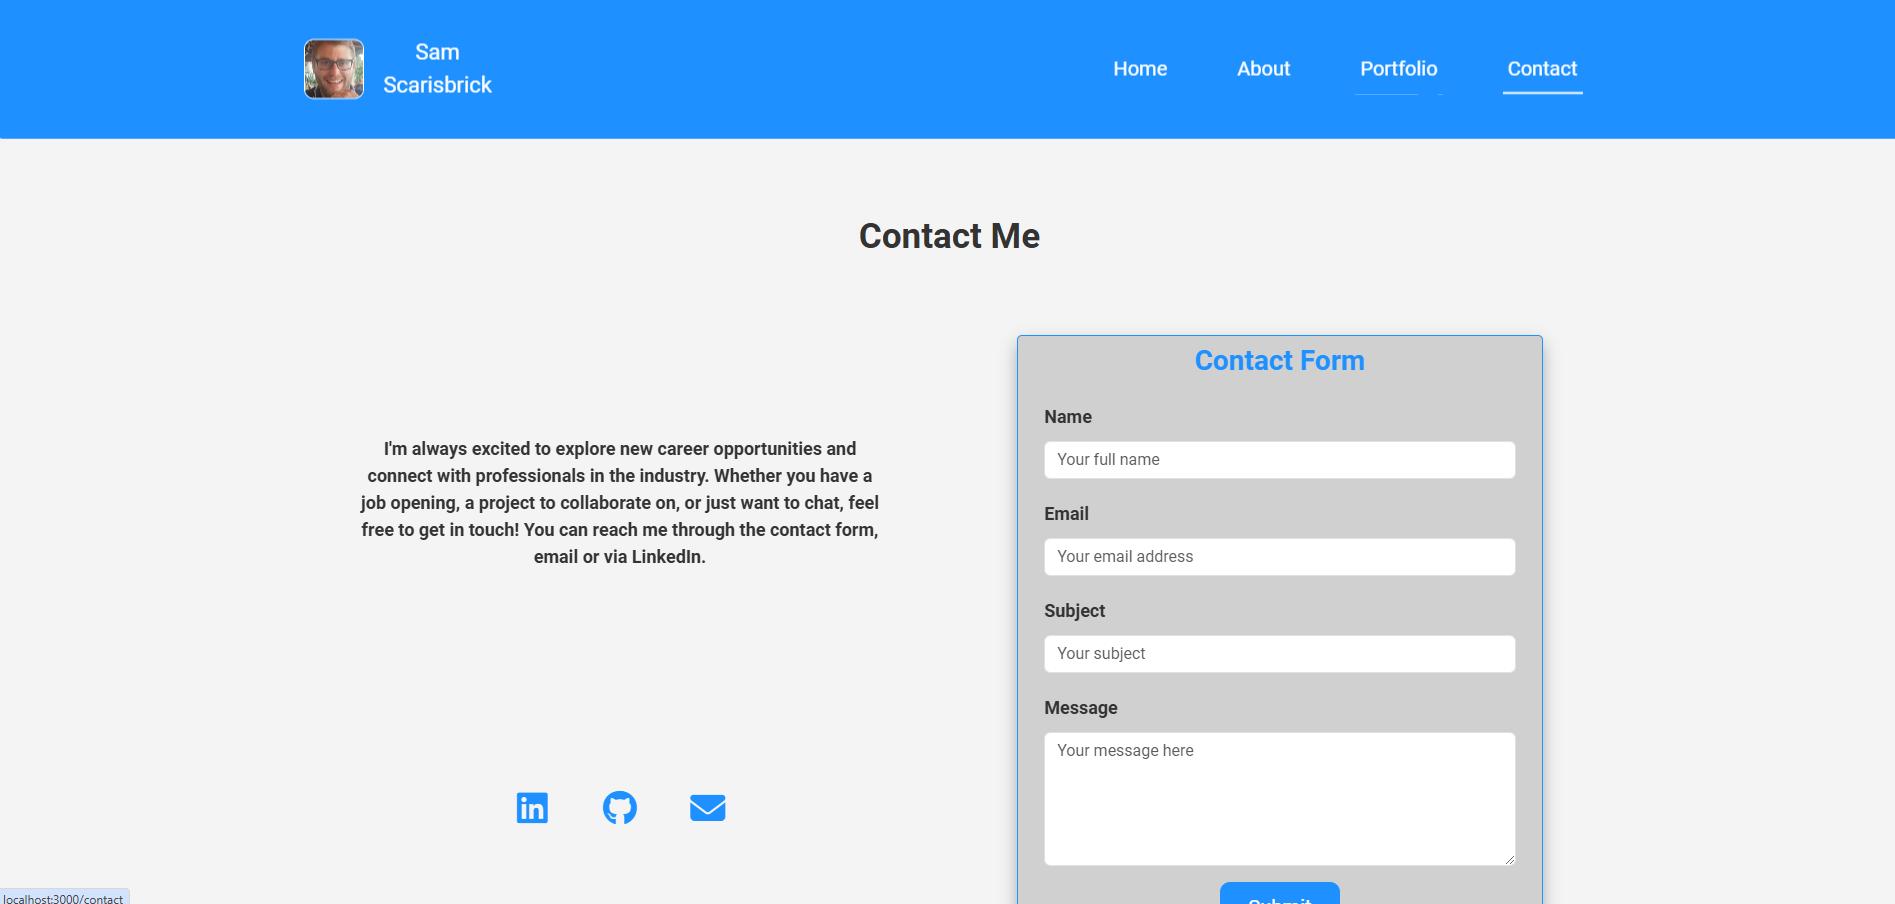 Sam
Scarisbrick
Home
About
Portfolio
Contact
Contact Me
I'm always excited to explore new career opportunities and
connect with professionals in the industry. Whether you have a
job opening, a project to collaborate on, or just want to chat, feel
free to get in touch! You can reach me through the contact form,
email or via LinkedIn.
in
Contact Form
Name
Your full name
Email
Your email address
Subject
Your subject
Message
Your message here
Submit
localhost:3000/contact